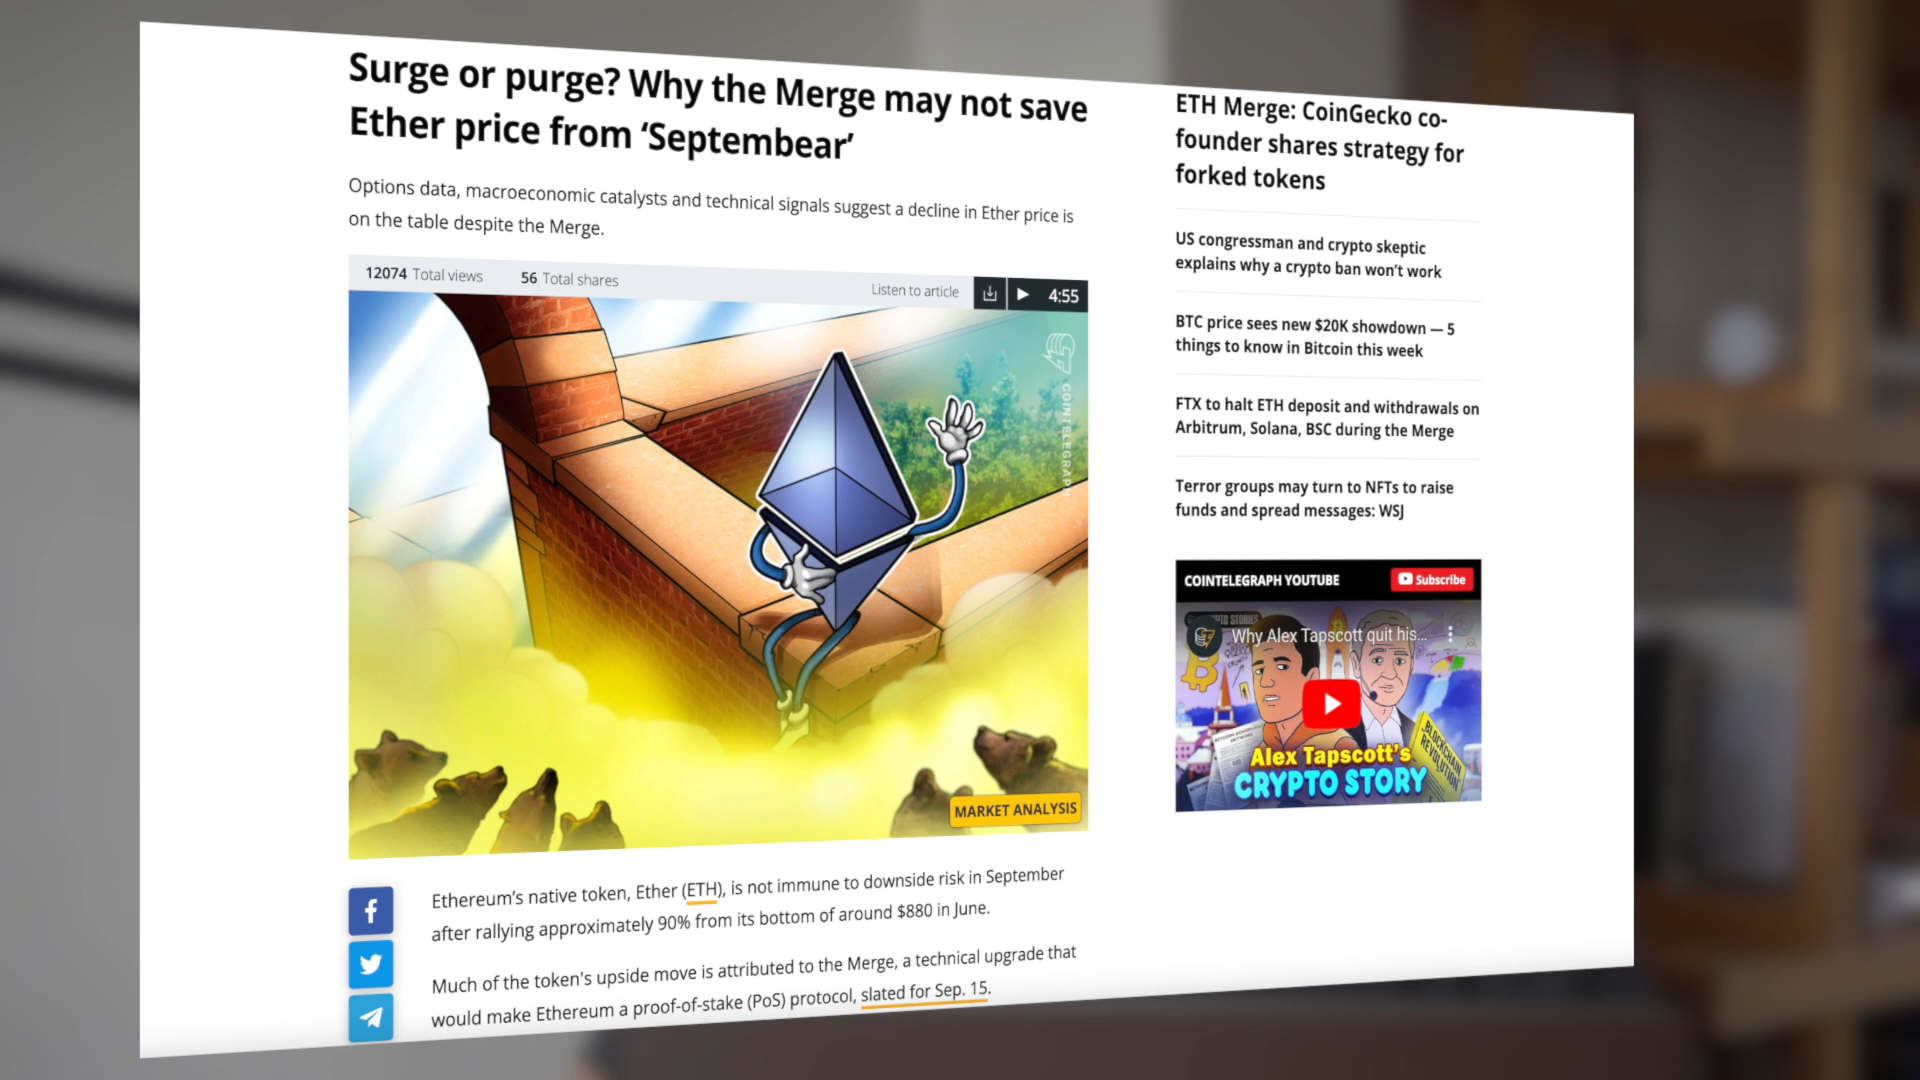 Surge or purge? Why the Merge may not save
Ether price from ‘Septembear’
Options data, macroeconomic catalysts and technical signals suggest a decline in Ether price is
on the table despite the Merge.
12074 Total views 56 Total shares
Listen to article 4:55
COINTELEGRAPH
MARKET ANALYSIS
Ethereum’s native token, Ether (ETH), is not immune to downside risk in September
after rallying approximately 90% from its bottom of around $880 in June.
Much of the token's upside move is attributed to the Merge, a technical upgrade that
would make Ethereum a proof-of-stake (PoS) protocol, slated for Sep. 15.
ETH Merge: CoinGecko co-
founder shares strategy for
forked tokens
US congressman and crypto skeptic
explains why a crypto ban won’t work
BTC price sees new $20K showdown — 5
things to know in Bitcoin this week
FTX to halt ETH deposit and withdrawals on
Arbitrum, Solana, BSC during the Merge
Terror groups may turn to NFTs to raise
funds and spread messages: WSJ
COINTELEGRAPH YOUTUBE
Subscribe
Why Alex Tapscott quit his...
BLOCKCHAIN
REVOLUTION
Alex Tapscott’s
CRYPTO STORY